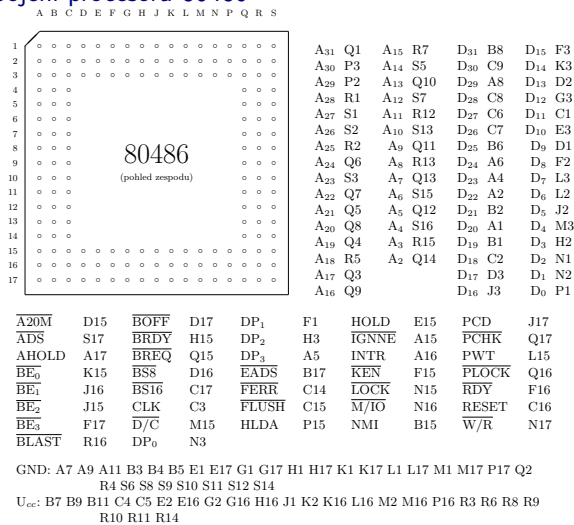 procesoru 80486
A B C D E F G H J K L M N P Q R S
1
2
3
4
5
6
7
8
9
10
11
12
13
14
15
16
17
80486
(pohled zespodu)
A31 Q1 A15 R7 D31 B8 D15 F3
A30 P3 A14 S5 D30 C9 D14 K3
A29 P2 A13 Q10 D29 A8 D13 D2
A28 R1 A12 S7 D28 C8 D12 G3
A27 S1 A11 R12 D27 C6 D11 C1
A26 S2 A10 S13 D26 C7 D10 E3
A25 R2 A9 Q11 D25 B6 D9 D1
A24 Q6 A8 R13 D24 A6 D8 F2
A23 S3 A7 Q13 D23 A4 D7 L3
A22 Q7 A6 S15 D22 A2 D6 L2
A21 Q5 A5 Q12 D21 B2 D5 J2
A20 Q8 A4 S16 D20 A1 D4 M3
A19 Q4 A3 R15 D19 B1 D3 H2
A18 R5 A2 Q14 D18 C2 D2 N1
A17 Q3 D17 D3 D1 N2
A16 Q9 D16 J3 D0 P1
A20M D15 BOFF D17 DP1 F1 HOLD E15 PCD J17
ADS S17 BRDY H15 DP2 H3 IGNNE A15 PCHK Q17
AHOLD A17 BREQ Q15 DP3 A5 INTR A16 PWT L15
BE0 K15 BS8 D16 EADS B17 KEN F15 PLOCK Q16
BE1 J16 BS16 C17 FERR C14 LOCK N15 RDY F16
BE2 J15 CLK C3 FLUSH C15 M/IO N16 RESET C16
BE3 F17 D/C M15 HLDA P15 NMI B15 W/R N17
BLAST R16 DP0 N3
GND: A7 A9 A11 B3 B4 B5 E1 E17 G1 G17 H1 H17 K1 K17 L1 L17 M1 M17 P17 Q2
R4 S6 S8 S9 S10 S11 S12 S14
Ucc: B7 B9 B11 C4 C5 E2 E16 G2 G16 H16 J1 K2 K16 L16 M2 M16 P16 R3 R6 R8 R9
R10 R11 R14